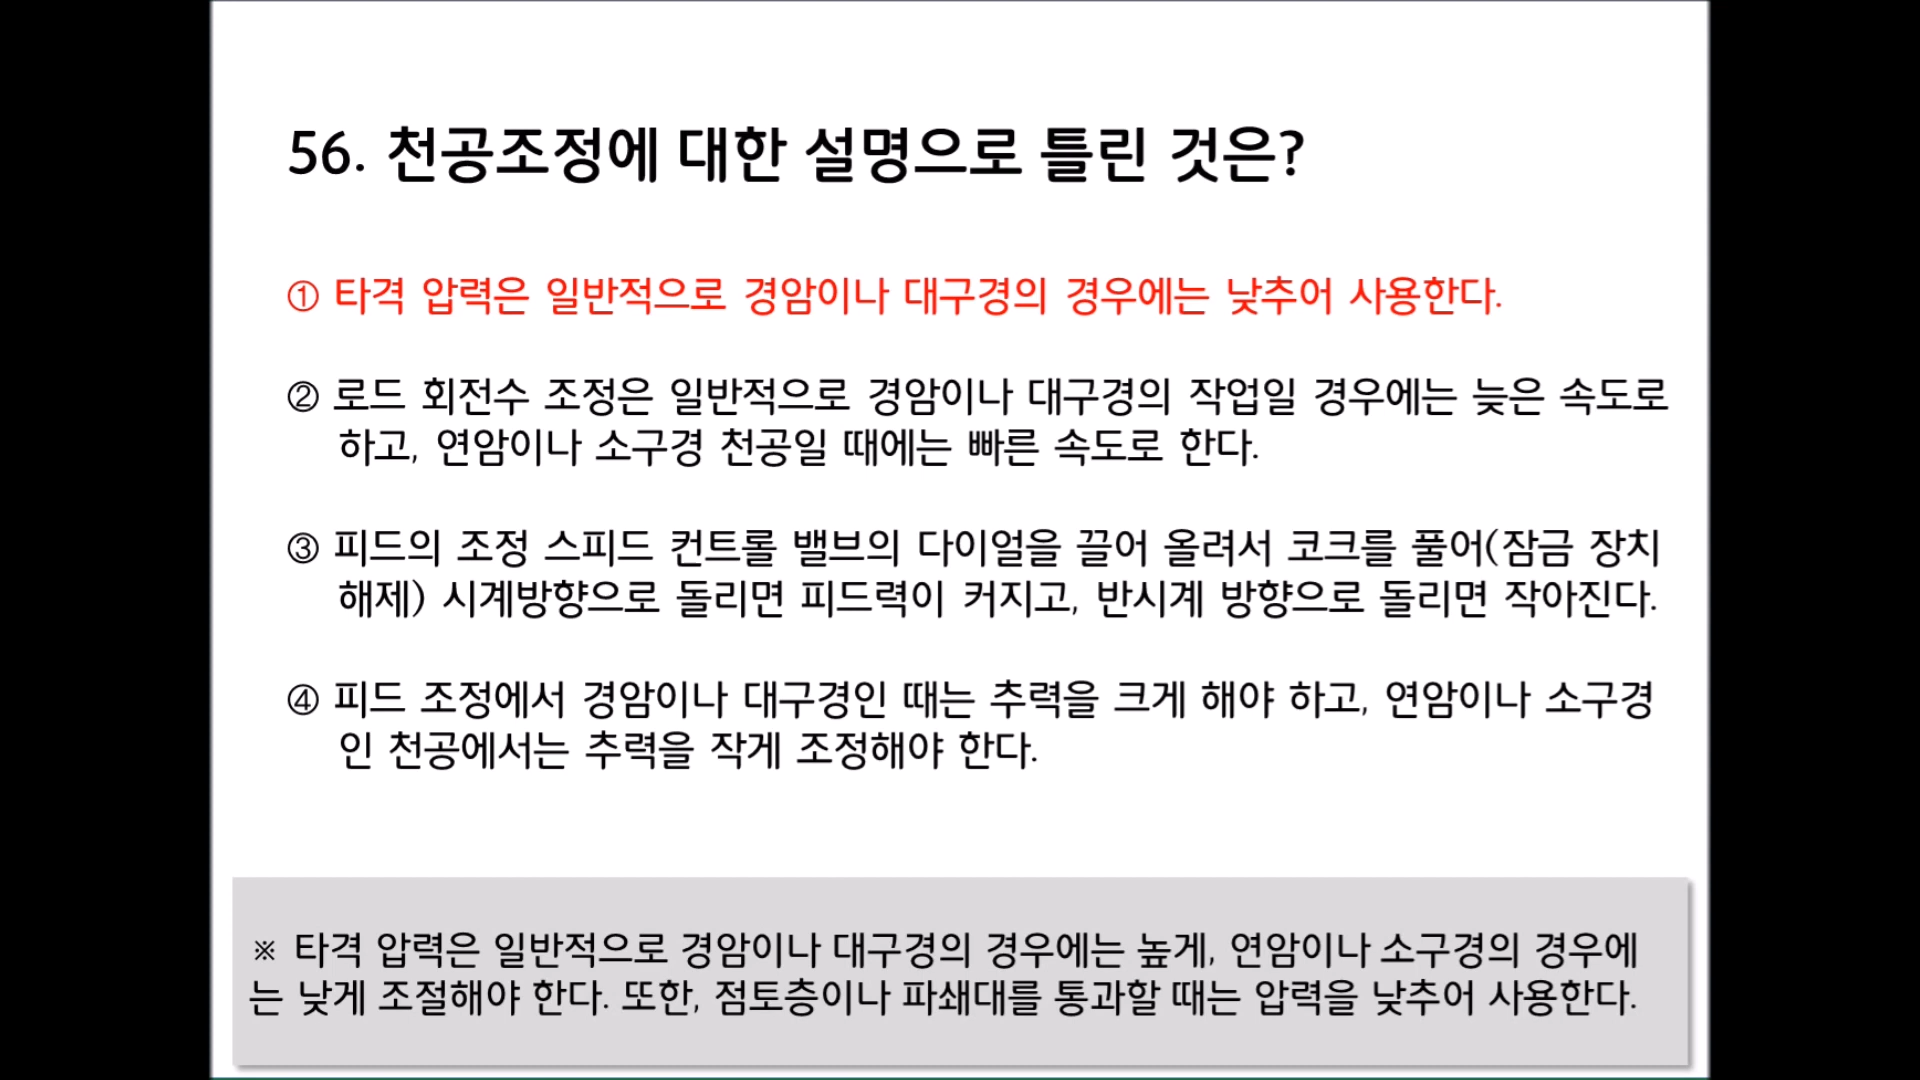 56. 천공조정에 대한 설명으로 틀린 것은?
① 타격 압력은 일반적으로 경암이나 대구경의 경우에는 낮추어 사용한다.
② 로드 회전수 조정은 일반적으로 경암이나 대구경의 작업일 경우에는 늦은 속도로
하고, 연암이나 소구경 천공일 때에는 빠른 속도로 한다.
③ 피드의 조정 스피드 컨트롤 밸브의 다이얼을 끌어 올려서 코크를 풀어(잠금 장치
해제) 시계방향으로 돌리면 피드력이 커지고, 반시계 방향으로 돌리면 작아진다.
④ 피드 조정에서 경암이나 대구경인 때는 추력을 크게 해야 하고, 연암이나 소구경
인 천공에서는 추력을 작게 조정해야 한다.
※ 타격 압력은 일반적으로 경암이나 대구경의 경우에는 높게, 연암이나 소구경의 경우에
는 낮게 조절해야 한다. 또한, 점토층이나 파쇄대를 통과할 때는 압력을 낮추어 사용한다.